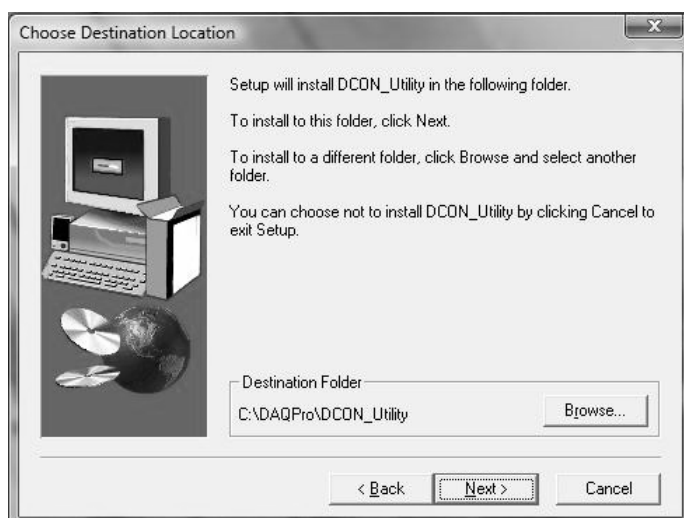 Choose Destination Location
Setup will install DCON_Utility in the following folder.
To install to this folder, click Next.
To install to a different folder, click Browse and select another
folder.
You can choose not to install DCON_Utility by clicking Cancel to
exit Setup.
Destination Folder
C:\DAQPro\DCON_Utility
Browse...
< Back
Next >
Cancel